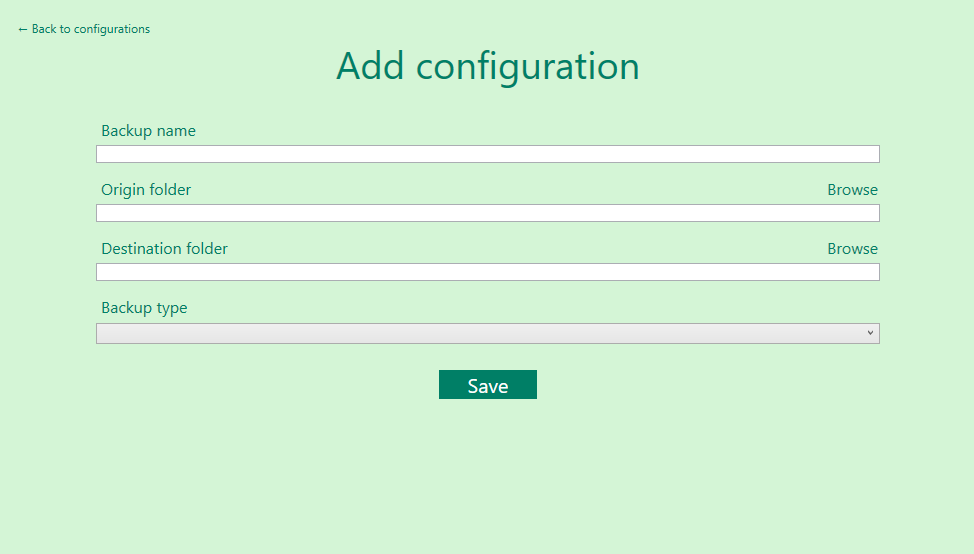 ← Back to configurations
Add configuration
Backup name
Origin folder Browse
Destination folder Browse
Backup type
Save